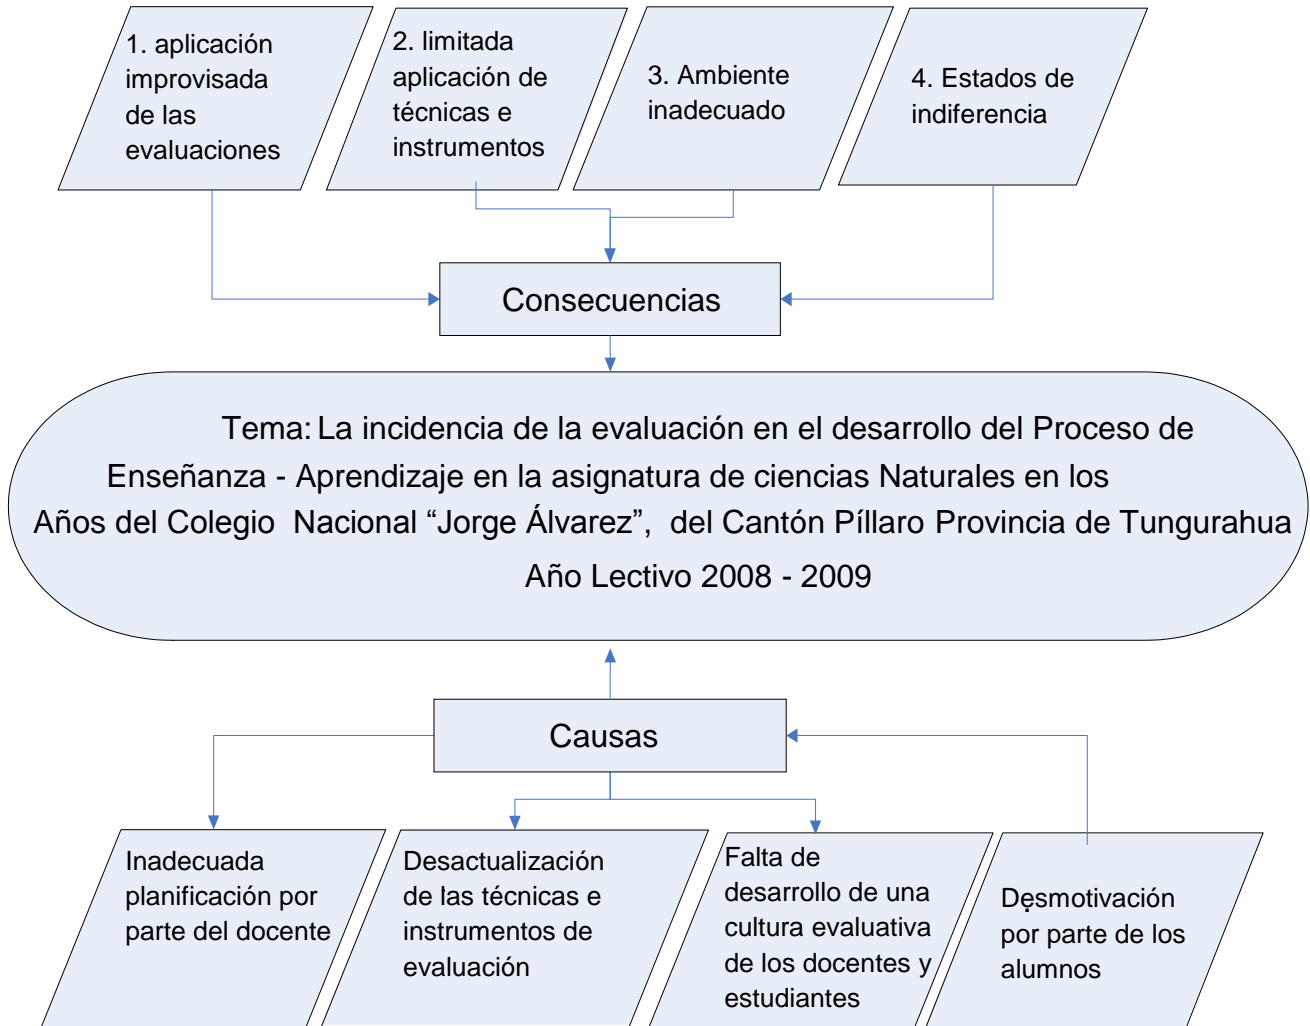 1. aplicación
improvisada
de las
evaluaciones
2. limitada
aplicación de
técnicas e
instrumentos
3. Ambiente
inadecuado
4. Estados de
indiferencia
Consecuencias
Tema: La incidencia de la evaluación en el desarrollo del Proceso de
Enseñanza - Aprendizaje en la asignatura de ciencias Naturales en los
Años del Colegio Nacional “Jorge Álvarez”, del Cantón Píllaro Provincia de Tungurahua
Año Lectivo 2008 - 2009
Causas
Inadecuada
planificación por
parte del docente
Desactualización
de las técnicas e
instrumentos de
evaluación
Falta de
desarrollo de una
cultura evaluativa
de los docentes y
estudiantes
Desmotivación
por parte de los
alumnos